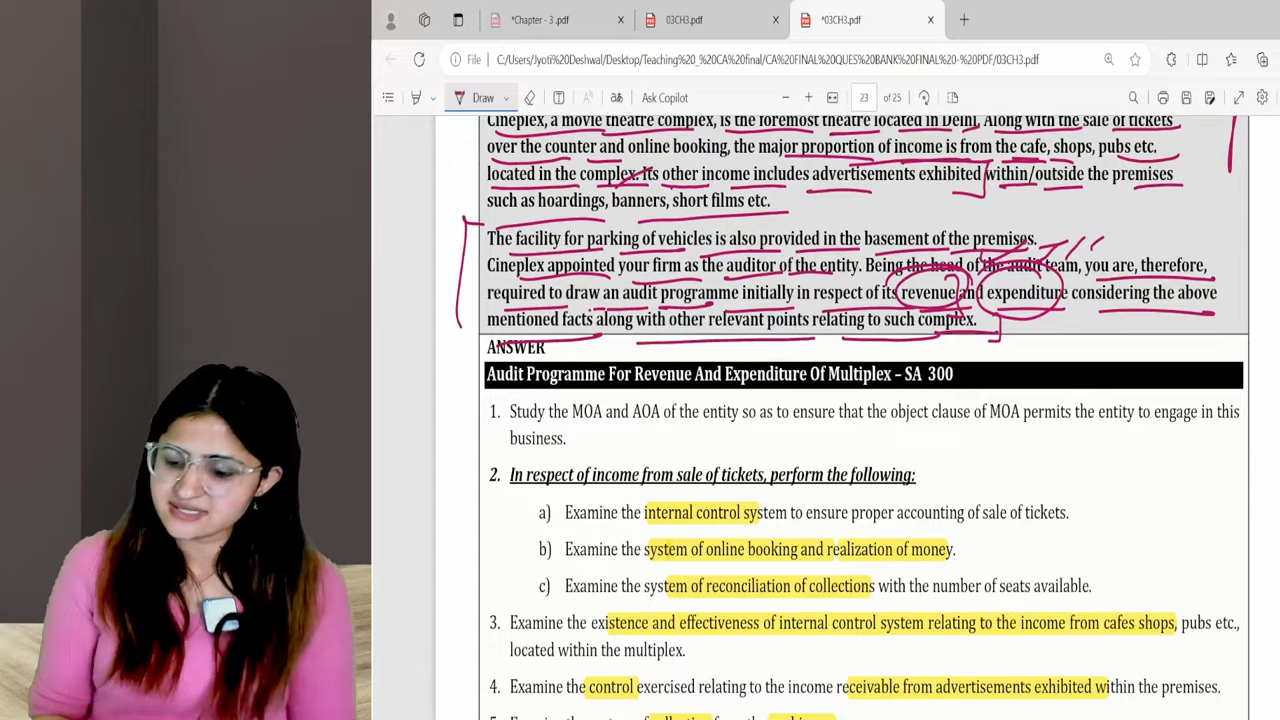 *Chapter - 3 .pdf
03CH3.pdf
*03CH3.pdf
File
C:/Users/Jyoti%20Deshwal/Desktop/Teaching%20_%20CA%20final/CA%20FINAL%20QUES%20BANK%20FINAL%20-%20PDF/03CH3.pdf
Draw
Ask Copilot
23
of 25
Cineplex, a movie theatre complex, is the foremost theatre located in Delhi. Along with the sale of tickets
over the counter and online booking, the major proportion of income is from the cafe, shops, pubs etc.
located in the complex. Its other income includes advertisements exhibited within/outside the premises
such as hoardings, banners, short films etc.
The facility for parking of vehicles is also provided in the basement of the premises.
Cineplex appointed your firm as the auditor of the entity. Being the head of the audit team, you are, therefore,
required to draw an audit programme initially in respect of its revenue and expenditure considering the above
mentioned facts along with other relevant points relating to such complex.
ANSWER
Audit Programme For Revenue And Expenditure Of Multiplex – SA 300
1. Study the MOA and AOA of the entity so as to ensure that the object clause of MOA permits the entity to engage in this
business.
2. In respect of income from sale of tickets, perform the following:
a) Examine the internal control system to ensure proper accounting of sale of tickets.
b) Examine the system of online booking and realization of money.
c) Examine the system of reconciliation of collections with the number of seats available.
3. Examine the existence and effectiveness of internal control system relating to the income from cafes shops, pubs etc.,
located within the multiplex.
4. Examine the control exercised relating to the income receivable from advertisements exhibited within the premises.